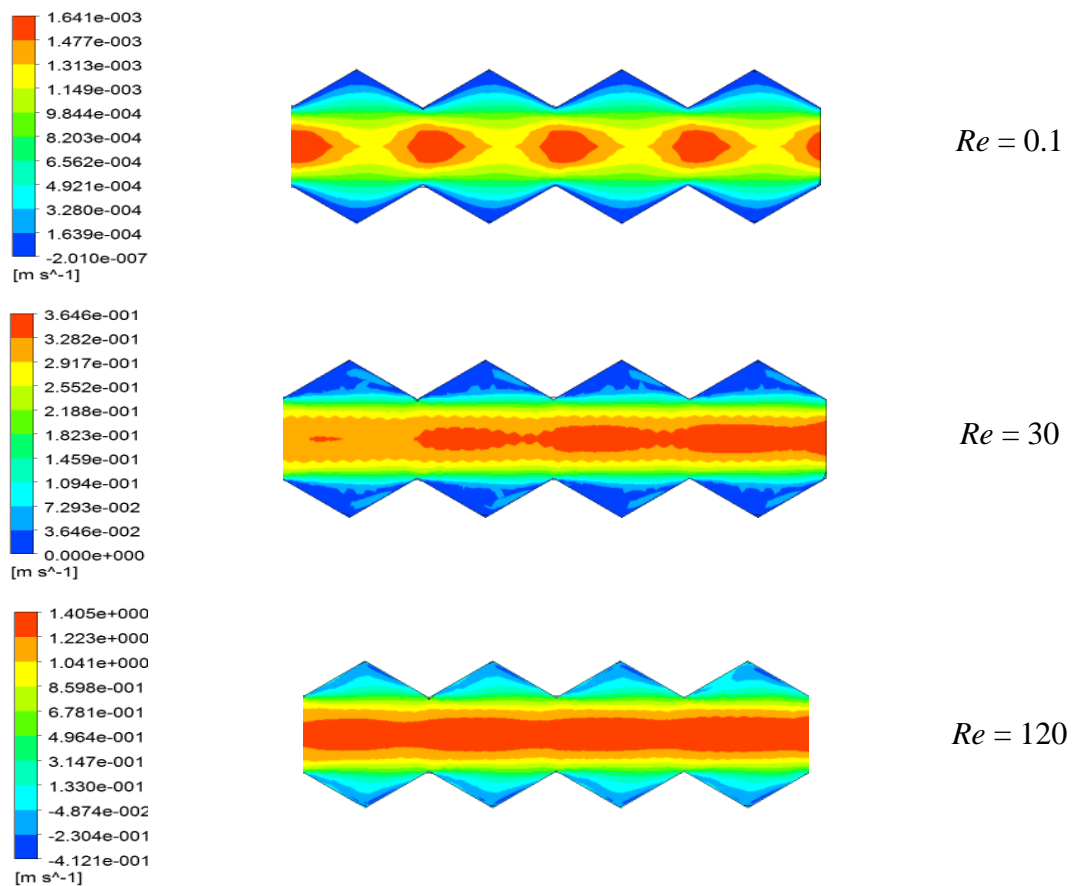 1.641e-003
1.477e-003
1.313e-003
1.149e-003
9.844e-004
8.203e-004
6.562e-004
4.921e-004
3.280e-004
1.639e-004
-2.010e-007
[m s^-1]
Re = 0.1
3.646e-001
3.282e-001
2.917e-001
2.552e-001
2.188e-001
1.823e-001
1.459e-001
1.094e-001
7.293e-002
3.646e-002
0.000e+000
[m s^-1]
Re = 30
1.405e+000
1.223e+000
1.041e+000
8.598e-001
6.781e-001
4.964e-001
3.147e-001
1.330e-001
-4.874e-002
-2.304e-001
-4.121e-001
[m s^-1]
Re = 120